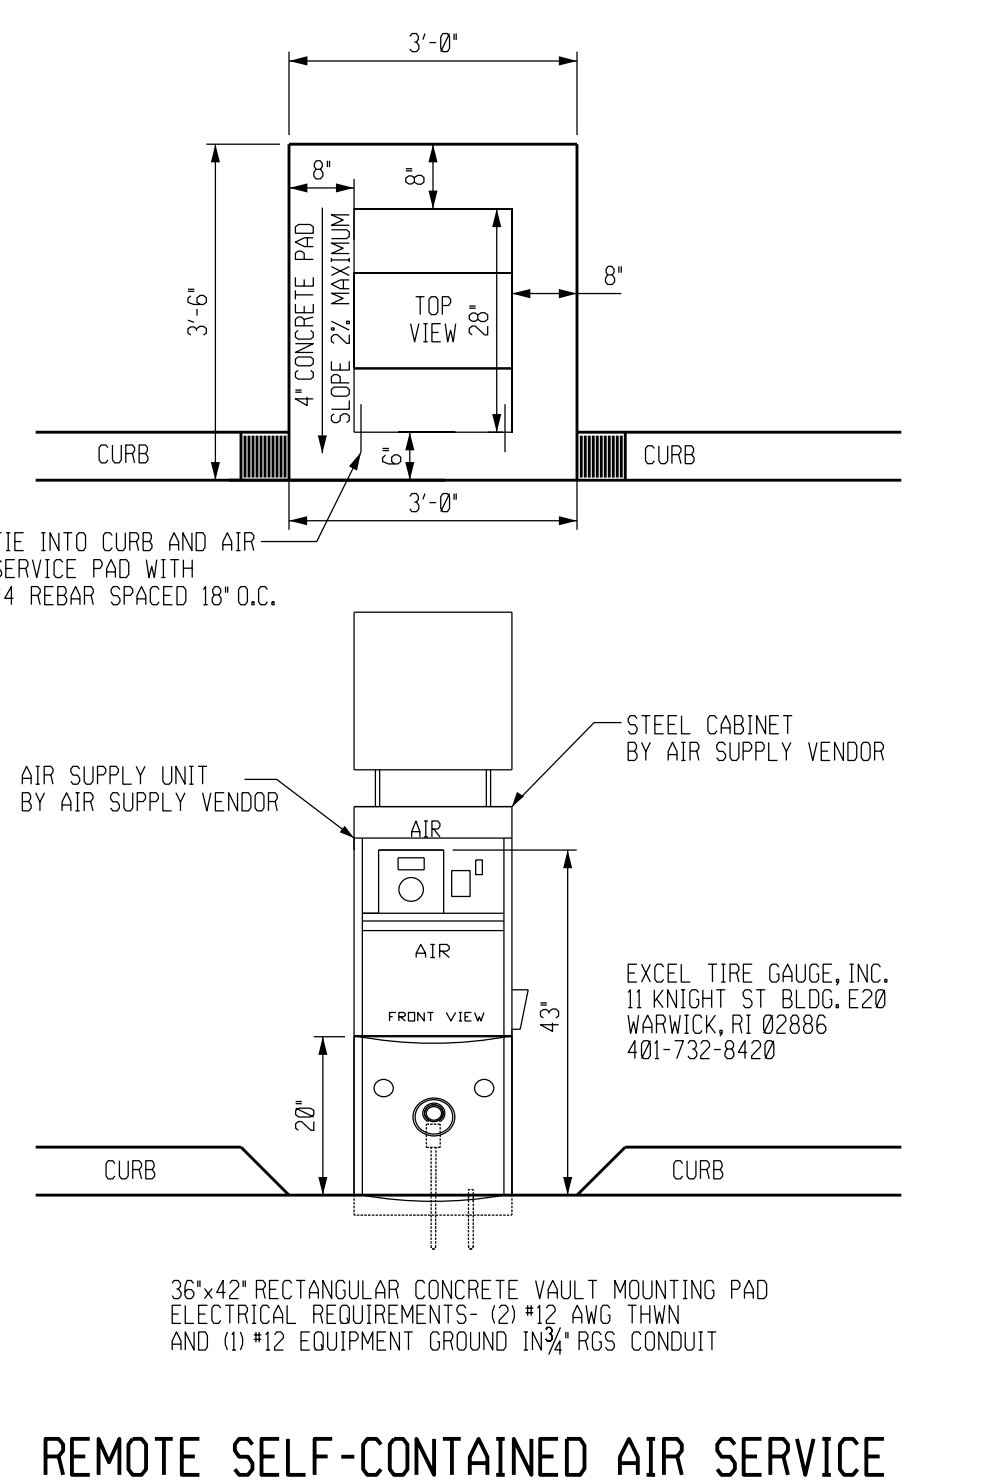 3'-0"
8"
8"
4" CONCRETE PAD
SLOPE 2% MAXIMUM
3'-6"
TOP
VIEW
28"
8"
CURB
CURB
6"
3'-0"
TIE INTO CURB AND AIR
SERVICE PAD WITH
#4 REBAR SPACED 18" O.C.
STEEL CABINET
BY AIR SUPPLY VENDOR
AIR SUPPLY UNIT
BY AIR SUPPLY VENDOR
AIR
AIR
FRONT VIEW
43"
EXCEL TIRE GAUGE, INC.
11 KNIGHT ST BLDG. E20
WARWICK, RI 02886
401-732-8420
20"
CURB
CURB
36"x42" RECTANGULAR CONCRETE VAULT MOUNTING PAD
ELECTRICAL REQUIREMENTS- (2) #12 AWG THWN
AND (1) #12 EQUIPMENT GROUND IN 3/4" RGS CONDUIT
REMOTE SELF-CONTAINED AIR SERVICE